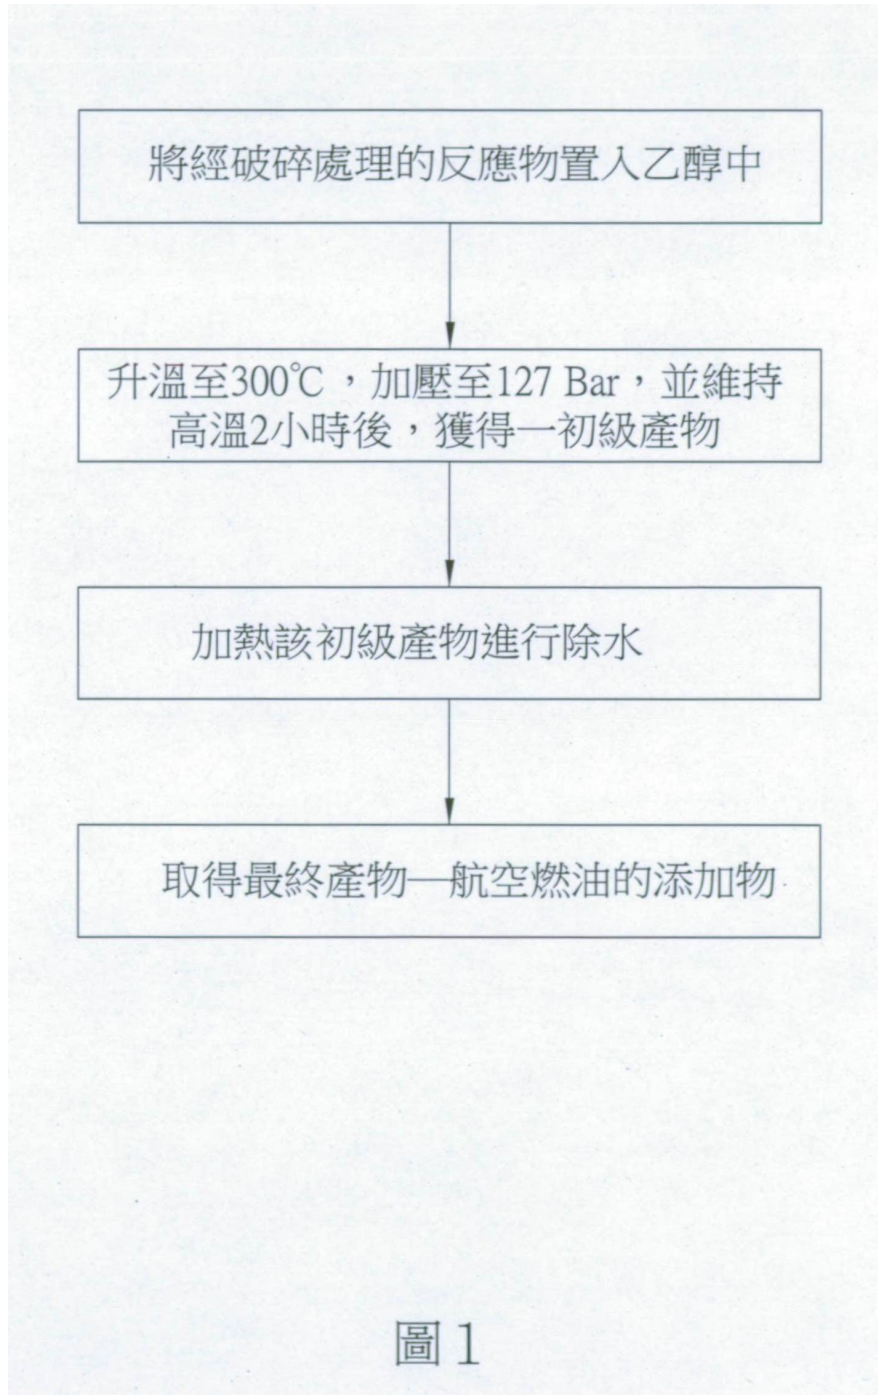 將經破碎處理的反應物置入乙醇中
升溫至300℃，加壓至127 Bar，並維持
高溫2小時後，獲得一初級產物
加熱該初級產物進行除水
取得最終產物—航空燃油的添加物
圖1